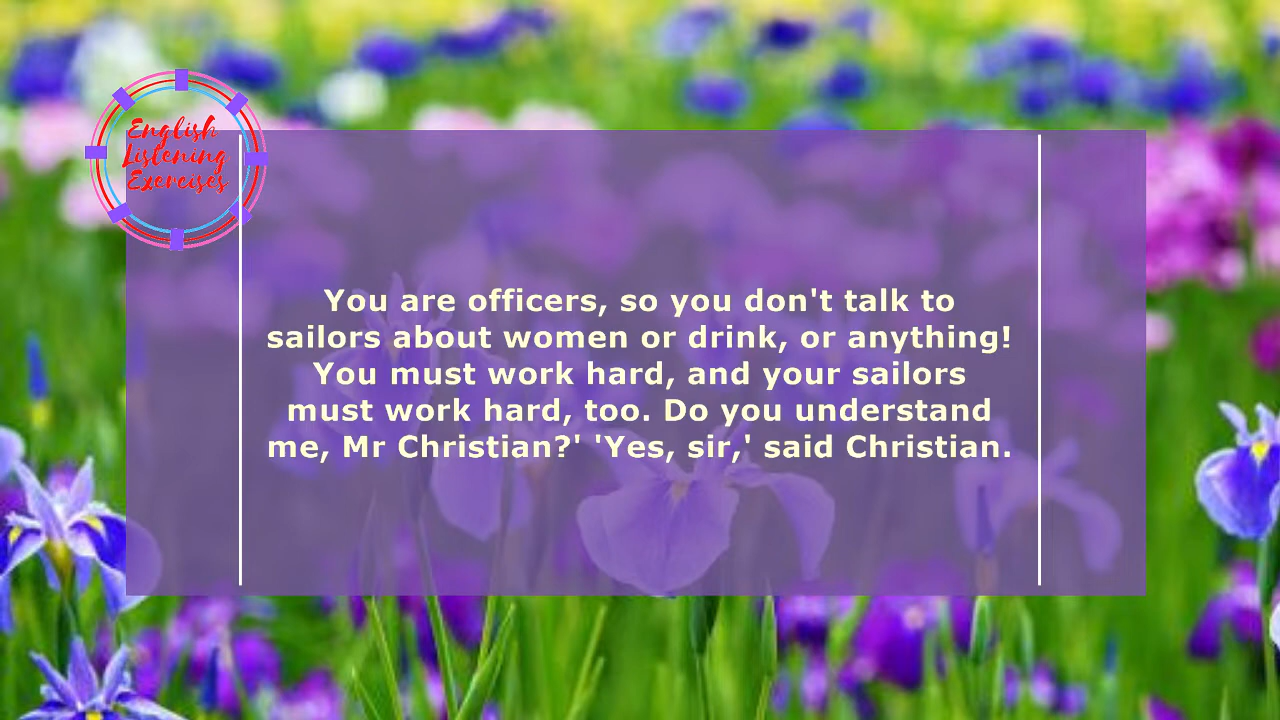 English
Listening
Exercises
You are officers, so you don't talk to
sailors about women or drink, or anything!
You must work hard, and your sailors
must work hard, too. Do you understand
me, Mr Christian?' 'Yes, sir,' said Christian.